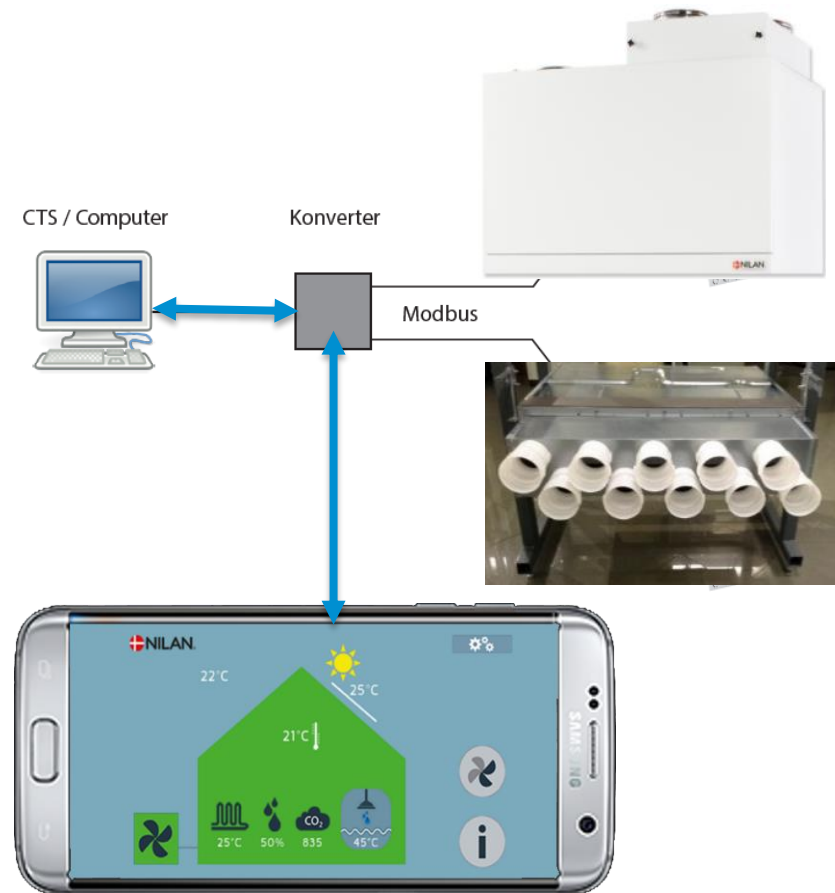 NILAN
CTS / Computer
Konverter
Modbus
NILAN
22°C
25°C
21°C
SAMSUNG
CO₂
25°C
50%
835
45°C
i